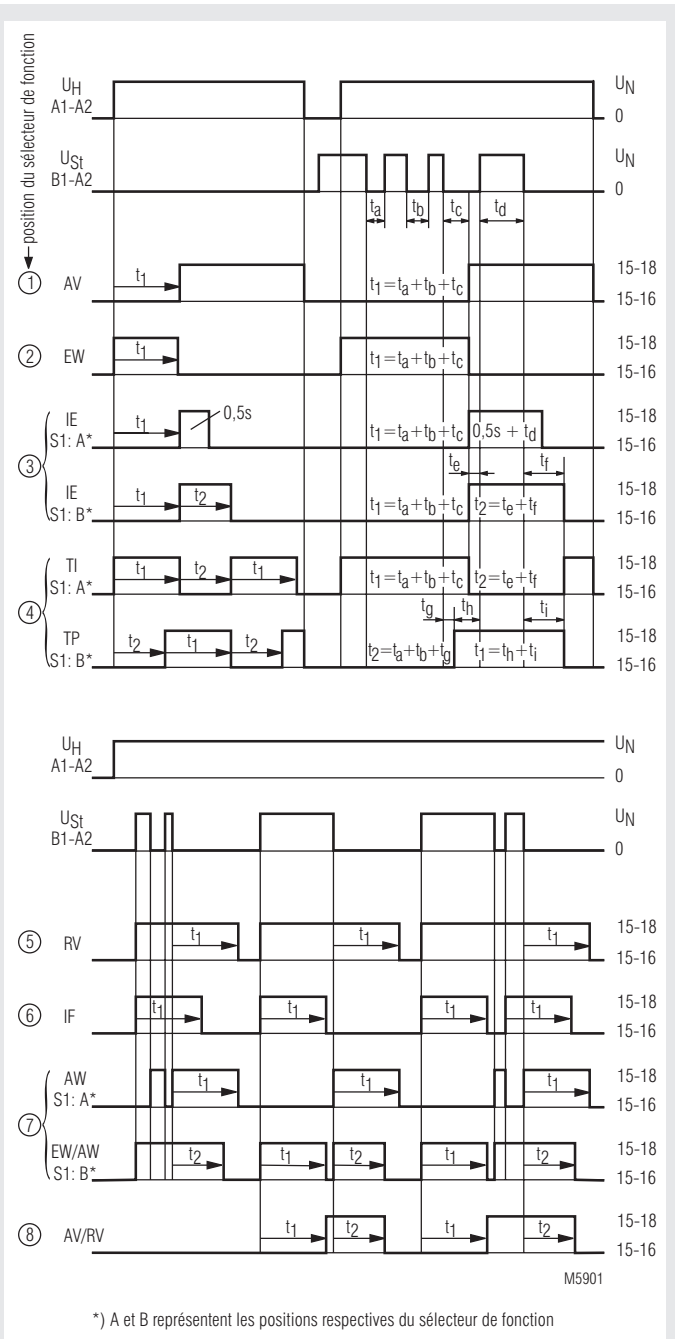 position du sélecteur de fonction
UH
A1-A2
UN
0
USt
B1-A2
UN
0
ta tb tc td
① AV t1 t1=ta+tb+tc 15-18
15-16
② EW t1 t1=ta+tb+tc 15-18
15-16
③ IE
S1: A* t1 0,5s t1=ta+tb+tc 0,5s + td 15-18
15-16
te tf
IE
S1: B* t1 t2 t1=ta+tb+tc t2=te+tf 15-18
15-16
④ TI
S1: A* t1 t2 t1 t1=ta+tb+tc t2=te+tf 15-18
15-16
tg th ti
TP
S1: B* t2 t1 t2 t2=ta+tb+tg t1=th+ti 15-18
15-16
UH
A1-A2
UN
0
USt
B1-A2
UN
0
⑤ RV t1 t1 t1 15-18
15-16
⑥ IF t1 t1 t1 t1 15-18
15-16
⑦ AW
S1: A* t1 t1 t1 15-18
15-16
EW/AW
S1: B* t2 t1 t2 t1 t2 15-18
15-16
⑧ AV/RV t1 t2 t1 t2 15-18
15-16
M5901
*) A et B représentent les positions respectives du sélecteur de fonction